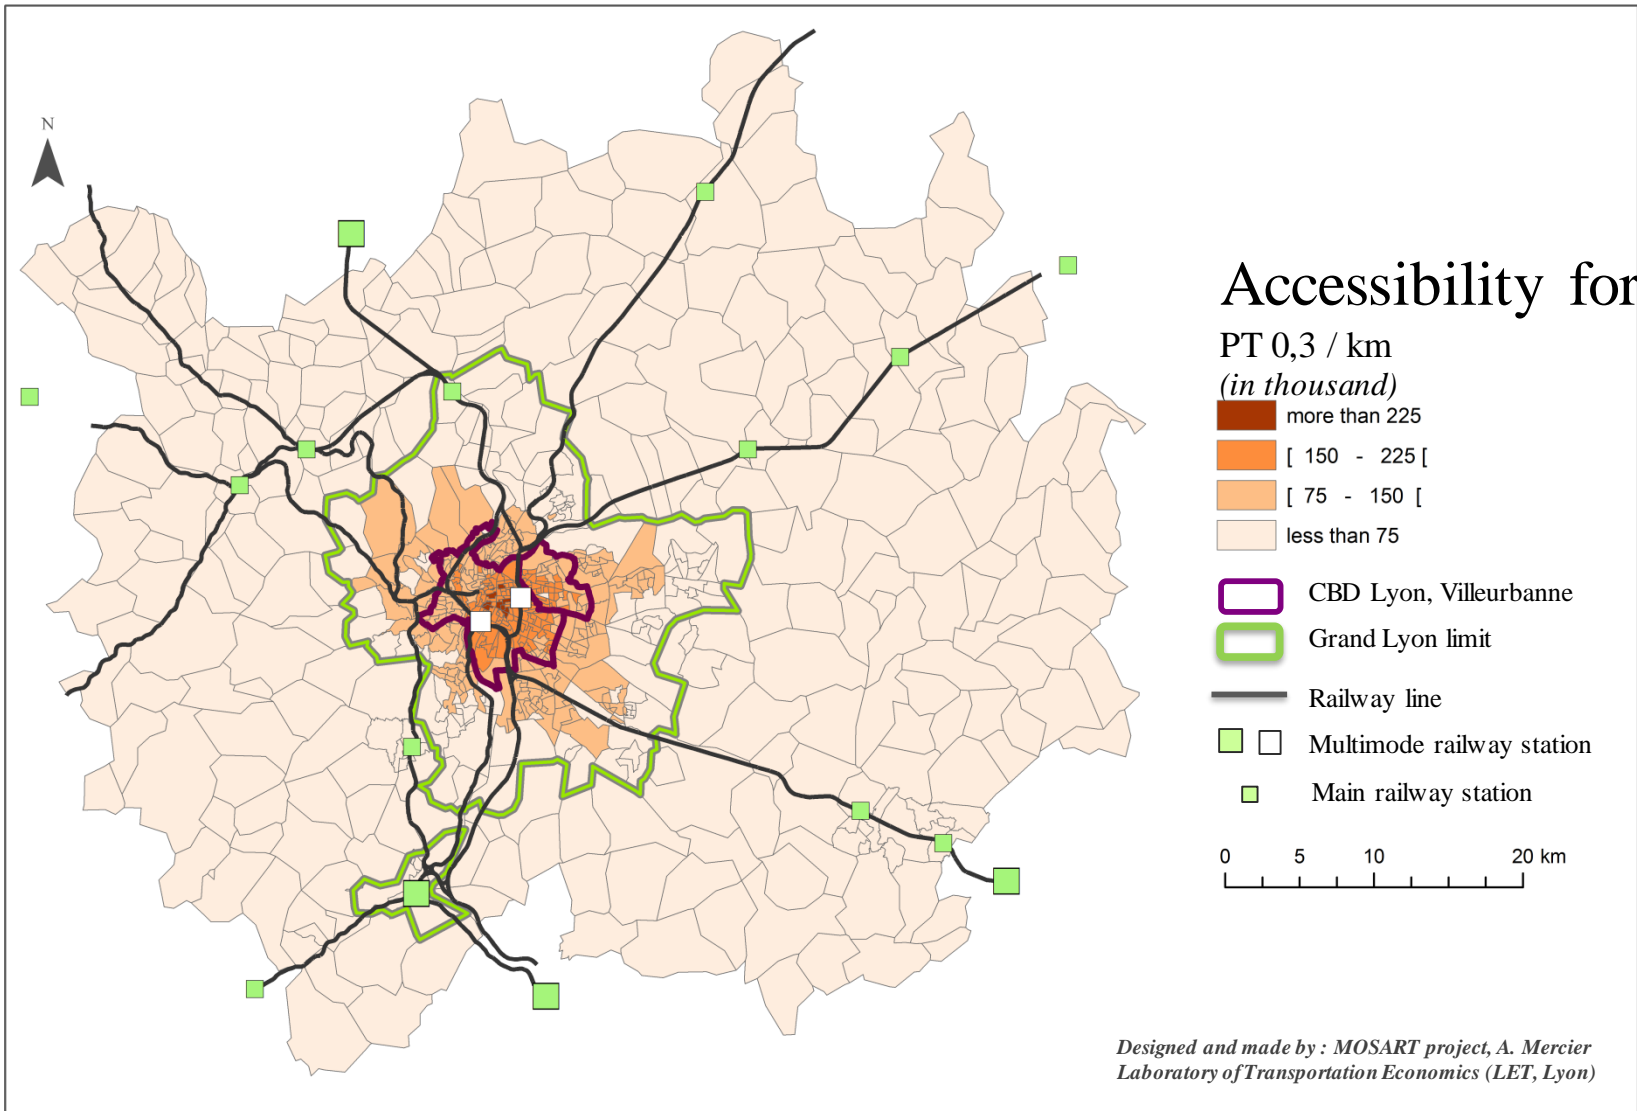 N
Accessibility for
PT 0,3 / km
(in thousand)
more than 225
[ 150 - 225 [
[ 75 - 150 [
less than 75
CBD Lyon, Villeurbanne
Grand Lyon limit
Railway line
Multimode railway station
Main railway station
0 5 10 20 km
Designed and made by : MOSART project, A. Mercier
Laboratory of Transportation Economics (LET, Lyon)